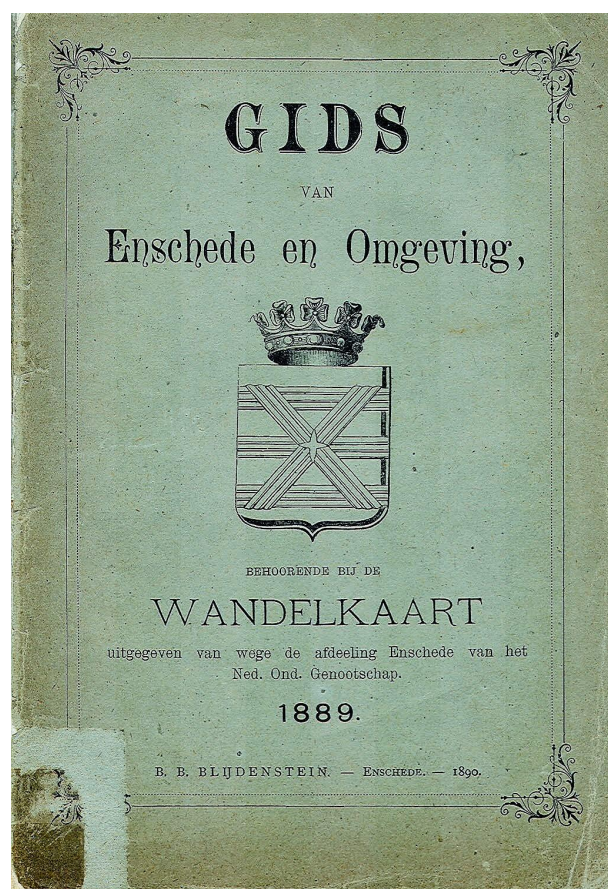 GIDS
VAN
Enschede en Omgeving,
BEHOORENDE BIJ DE
WANDELKAART
uitgegeven van wege de afdeeling Enschede van het
Ned. Ond. Genootschap.
1889.
B. B. BLIJDENSTEIN. — ENSCHEDE. — 1890.